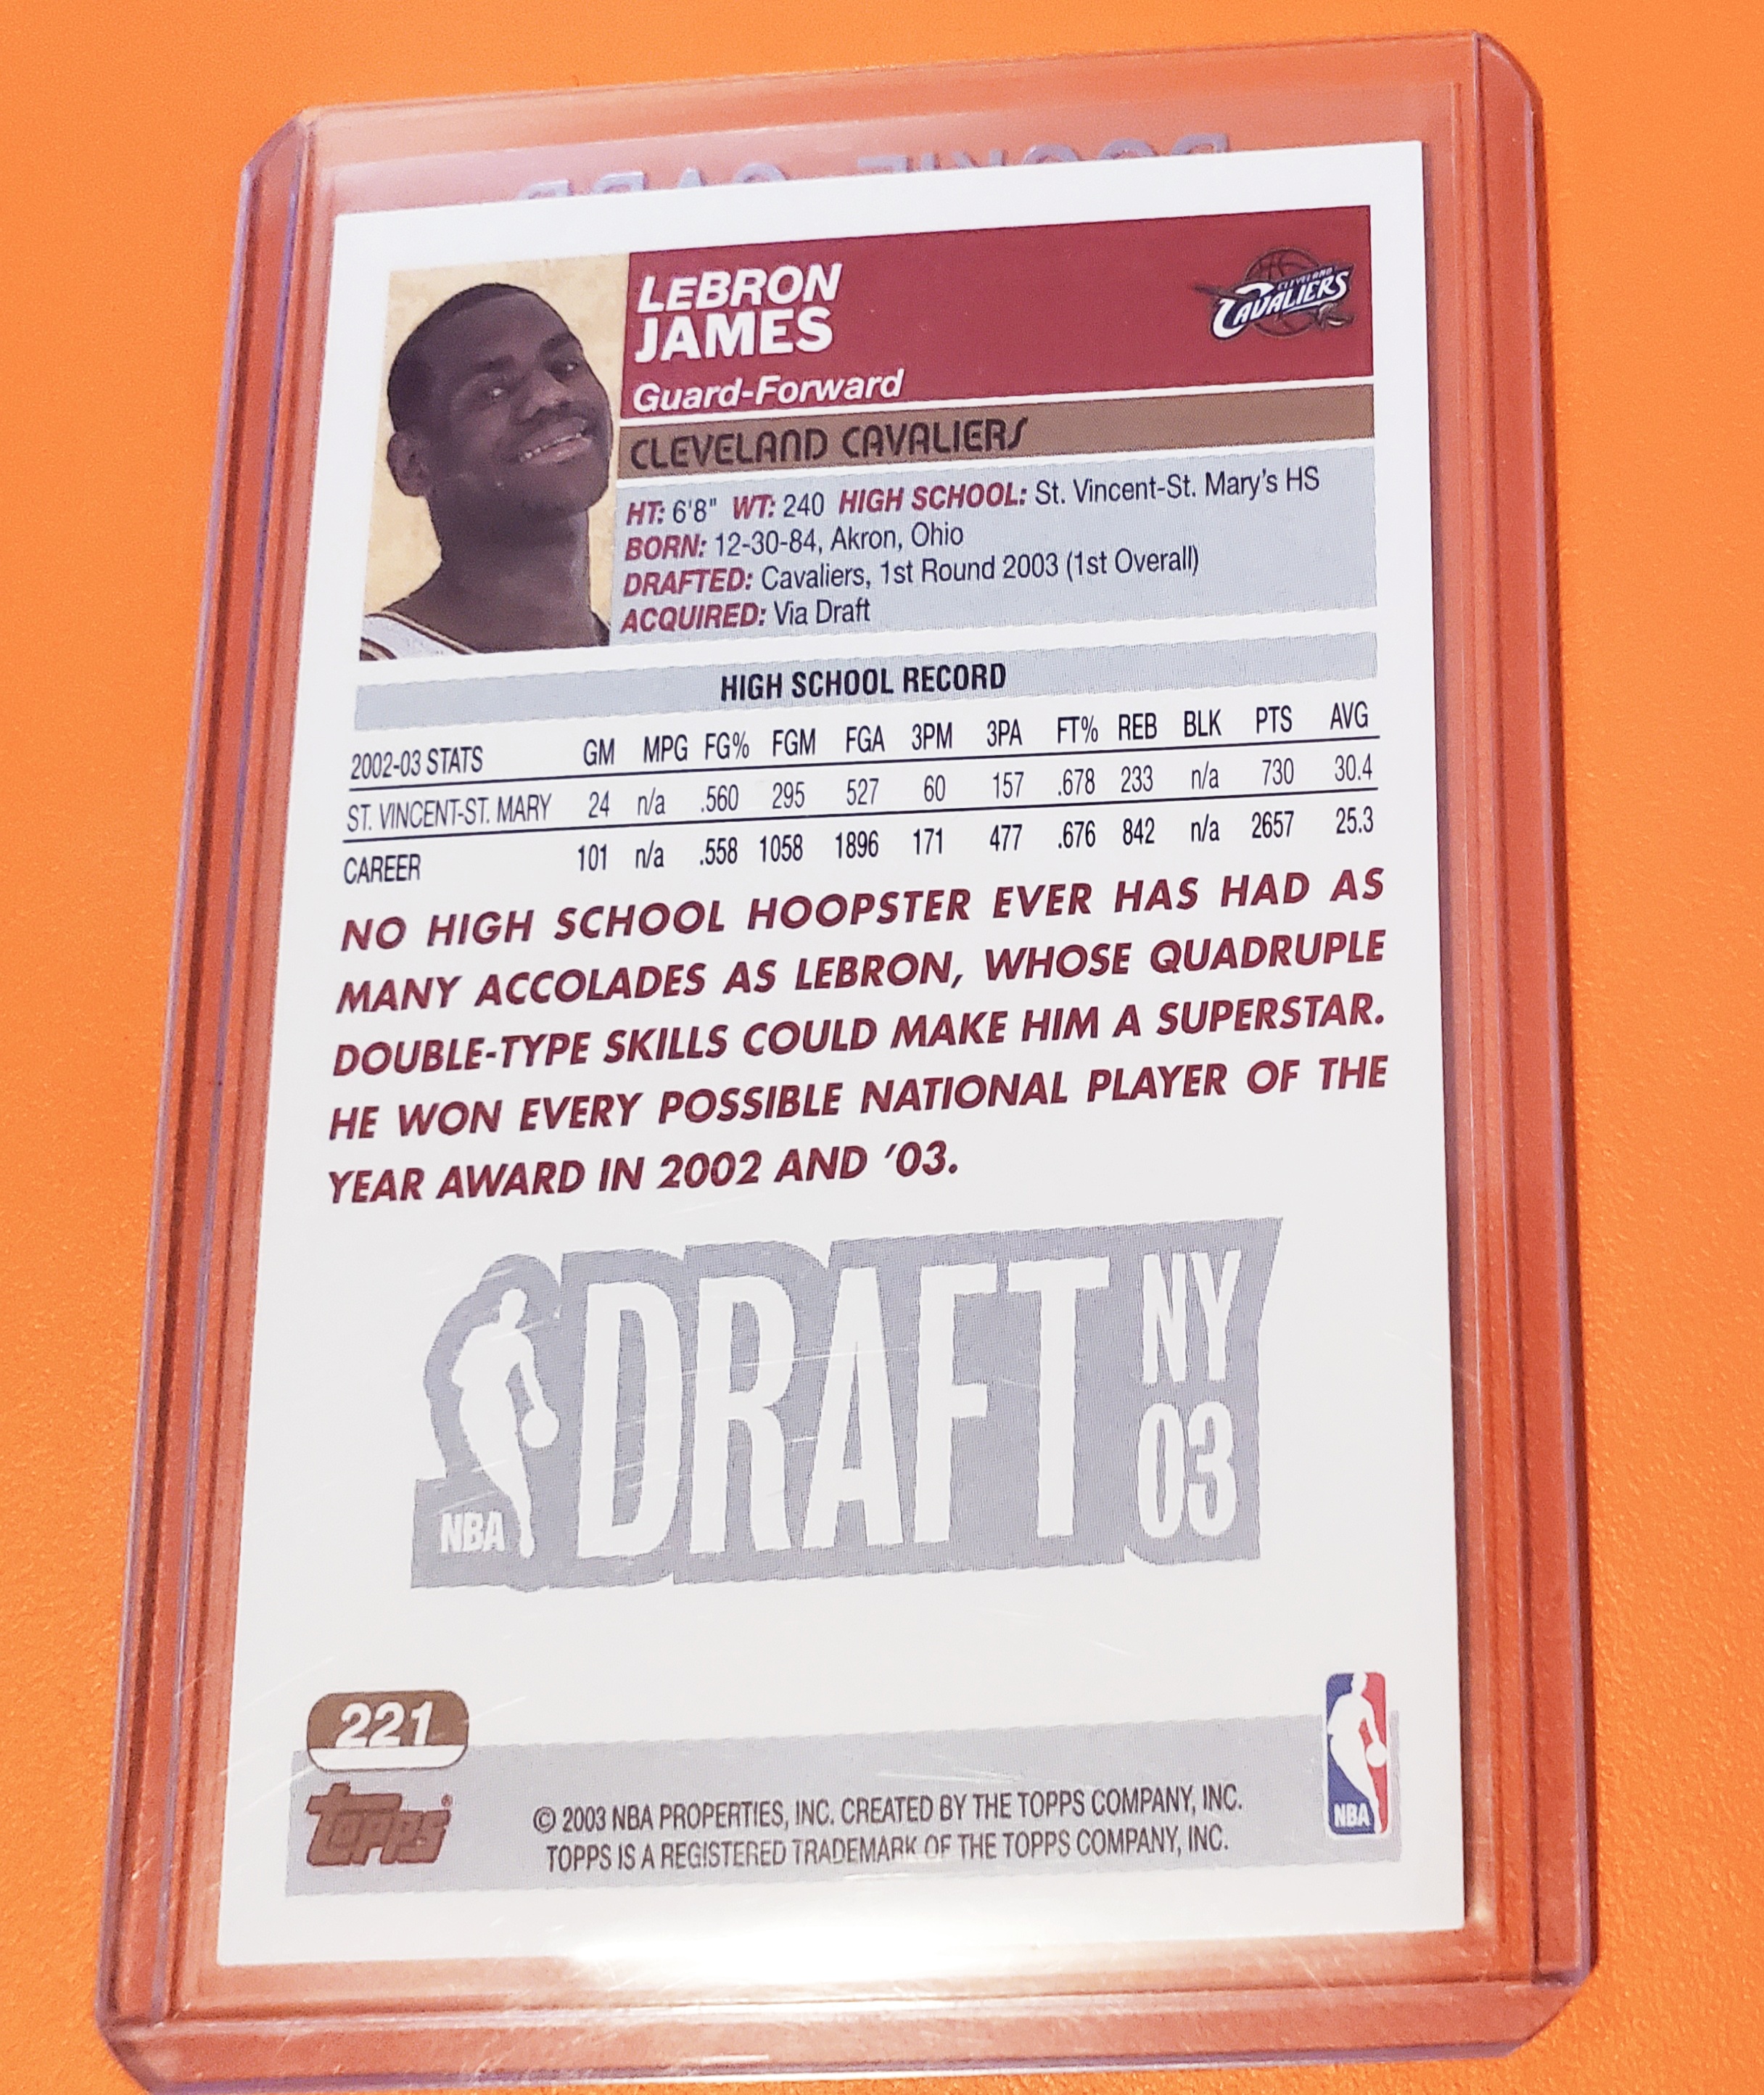 ROOKIE CARD
LEBRON
JAMES
Guard-Forward
CLEVELAND
CAVALIERS
CLEVELAND CAVALIERS
HT: 6'8" WT: 240 HIGH SCHOOL: St. Vincent-St. Mary's HS
BORN: 12-30-84, Akron, Ohio
DRAFTED: Cavaliers, 1st Round 2003 (1st Overall)
ACQUIRED: Via Draft
HIGH SCHOOL RECORD
2002-03 STATS GM MPG FG% FGM FGA 3PM 3PA FT% REB BLK PTS AVG
ST. VINCENT-ST. MARY 24 n/a .560 295 527 60 157 .678 233 n/a 730 30.4
CAREER 101 n/a .558 1058 1896 171 477 .676 842 n/a 2657 25.3
NO HIGH SCHOOL HOOPSTER EVER HAS HAD AS
MANY ACCOLADES AS LEBRON, WHOSE QUADRUPLE
DOUBLE-TYPE SKILLS COULD MAKE HIM A SUPERSTAR.
HE WON EVERY POSSIBLE NATIONAL PLAYER OF THE
YEAR AWARD IN 2002 AND '03.
NBA DRAFT NY
03
221
Topps®
© 2003 NBA PROPERTIES, INC. CREATED BY THE TOPPS COMPANY, INC.
TOPPS IS A REGISTERED TRADEMARK OF THE TOPPS COMPANY, INC.
NBA